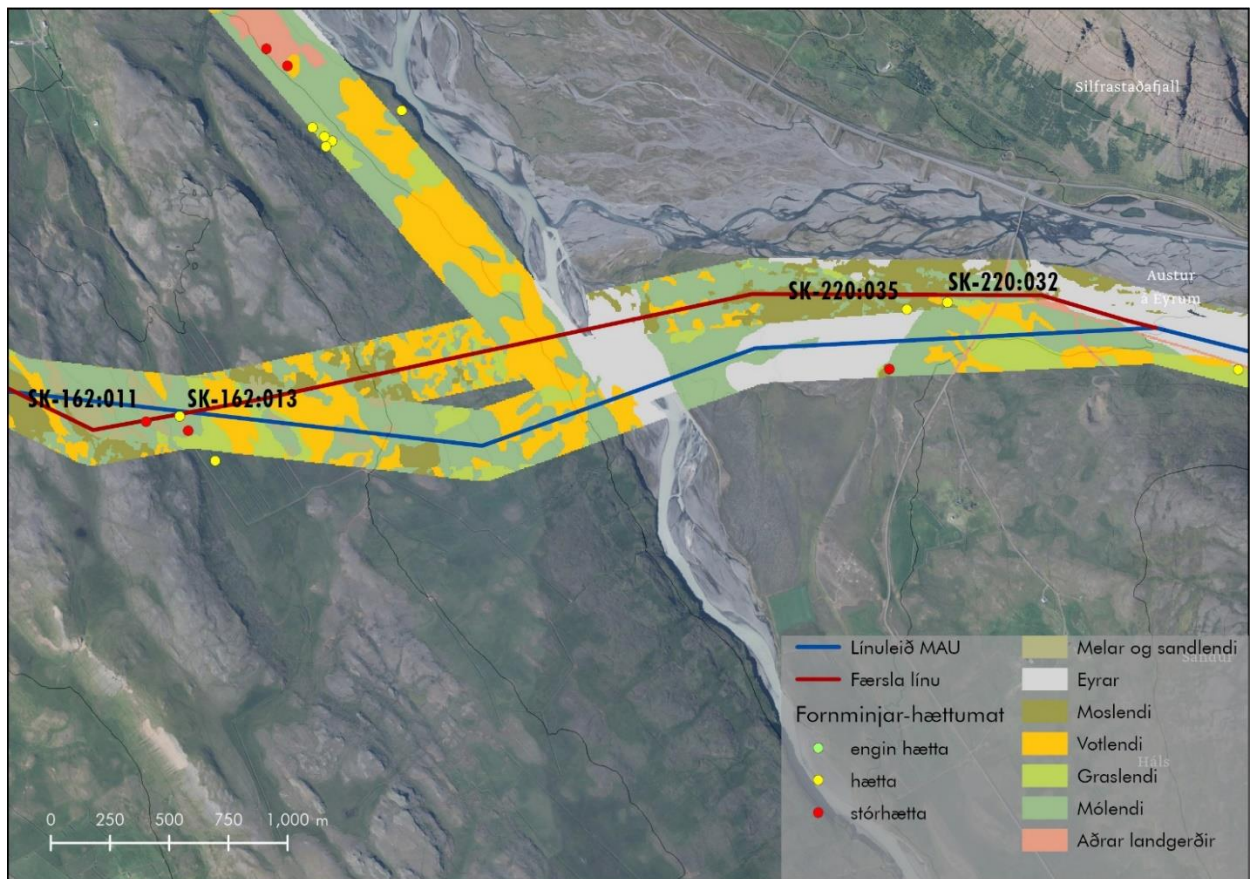 Silfrastaðafjall
Austur
á Eyrum
SK-220:035
SK-220:032
SK-162:011
SK-162:013
Línuleið MAU
Færsla línu
Fornminjar-hættumat
engin hætta
hætta
stórhætta
Melar og sandlendi
Eyrar
Moslendi
Votlendi
Graslendi
Mólendi
Aðrar landgerðir
Sandur
Háls
0 250 500 1,000 m